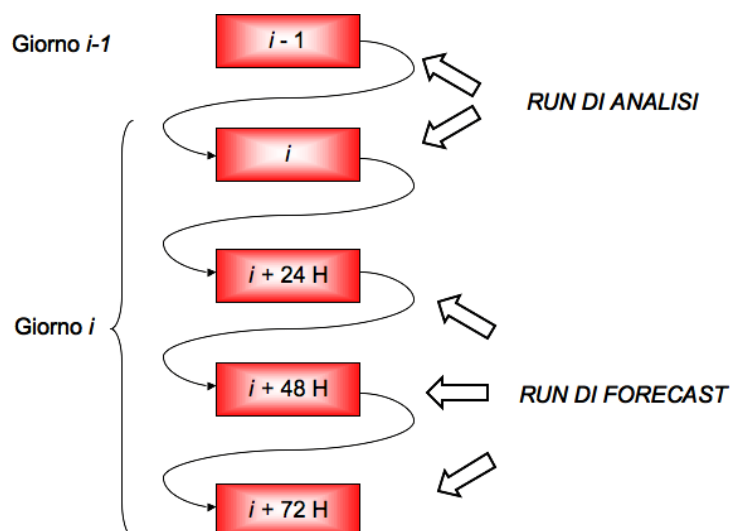 Giorno i-1
i - 1
RUN DI ANALISI
i
i + 24 H
Giorno i
i + 48 H
RUN DI FORECAST
i + 72 H